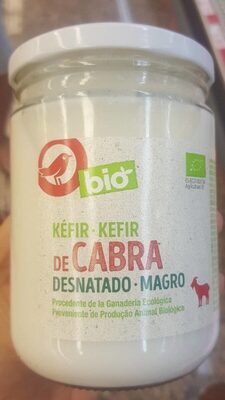 bio
KÉFIR · KEFIR
DE CABRA
DESNATADO · MAGRO
Procedente de la Ganadería Ecológica
Proveniente de Produção Animal Biológica